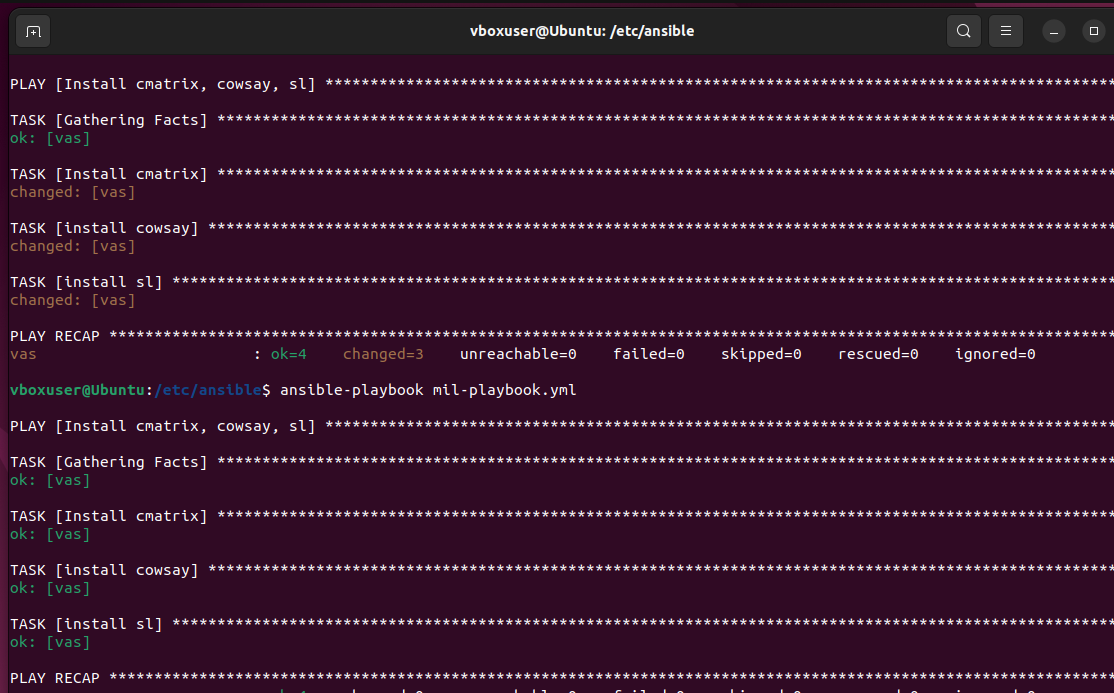 vboxuser@Ubuntu: /etc/ansible
PLAY [Install cmatrix, cowsay, sl] ****************************************************************************************
TASK [Gathering Facts] ****************************************************************************************************
ok: [vas]
TASK [Install cmatrix] ****************************************************************************************************
changed: [vas]
TASK [install cowsay] *****************************************************************************************************
changed: [vas]
TASK [install sl] *********************************************************************************************************
changed: [vas]
PLAY RECAP ****************************************************************************************************************
vas                        : ok=4    changed=3    unreachable=0    failed=0    skipped=0    rescued=0    ignored=0
vboxuser@Ubuntu:/etc/ansible$ ansible-playbook mil-playbook.yml
PLAY [Install cmatrix, cowsay, sl] ****************************************************************************************
TASK [Gathering Facts] ****************************************************************************************************
ok: [vas]
TASK [Install cmatrix] ****************************************************************************************************
ok: [vas]
TASK [install cowsay] *****************************************************************************************************
ok: [vas]
TASK [install sl] *********************************************************************************************************
ok: [vas]
PLAY RECAP ****************************************************************************************************************